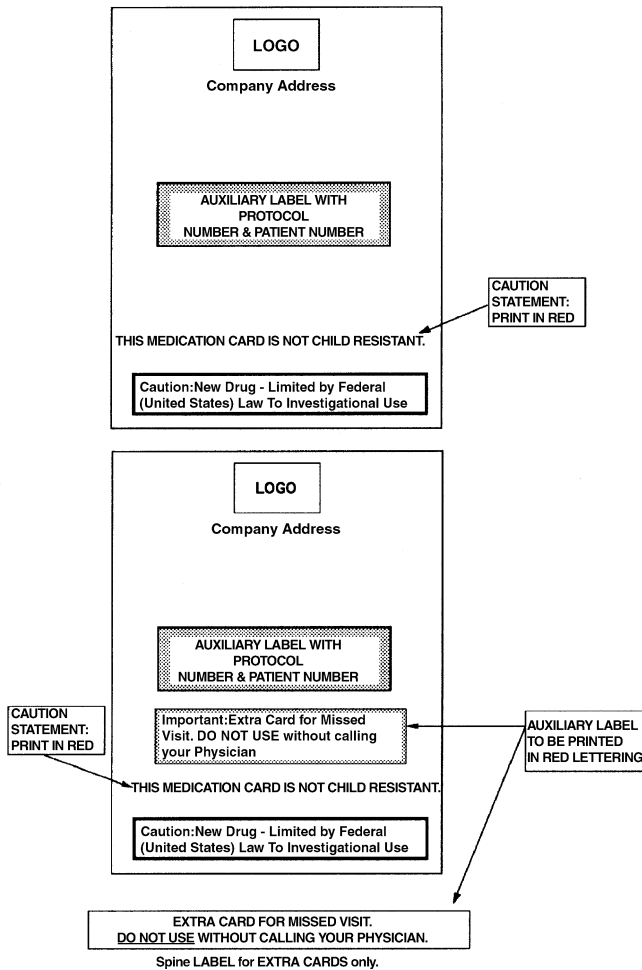 LOGO
Company Address
AUXILIARY LABEL WITH
PROTOCOL
NUMBER & PATIENT NUMBER
CAUTION
STATEMENT:
PRINT IN RED
THIS MEDICATION CARD IS NOT CHILD RESISTANT.
Caution:New Drug - Limited by Federal
(United States) Law To Investigational Use
LOGO
Company Address
AUXILIARY LABEL WITH
PROTOCOL
NUMBER & PATIENT NUMBER
Important:Extra Card for Missed
Visit. DO NOT USE without calling
your Physician
CAUTION
STATEMENT:
PRINT IN RED
AUXILIARY LABEL
TO BE PRINTED
IN RED LETTERING
THIS MEDICATION CARD IS NOT CHILD RESISTANT.
Caution:New Drug - Limited by Federal
(United States) Law To Investigational Use
EXTRA CARD FOR MISSED VISIT.
DO NOT USE WITHOUT CALLING YOUR PHYSICIAN.
Spine LABEL for EXTRA CARDS only.